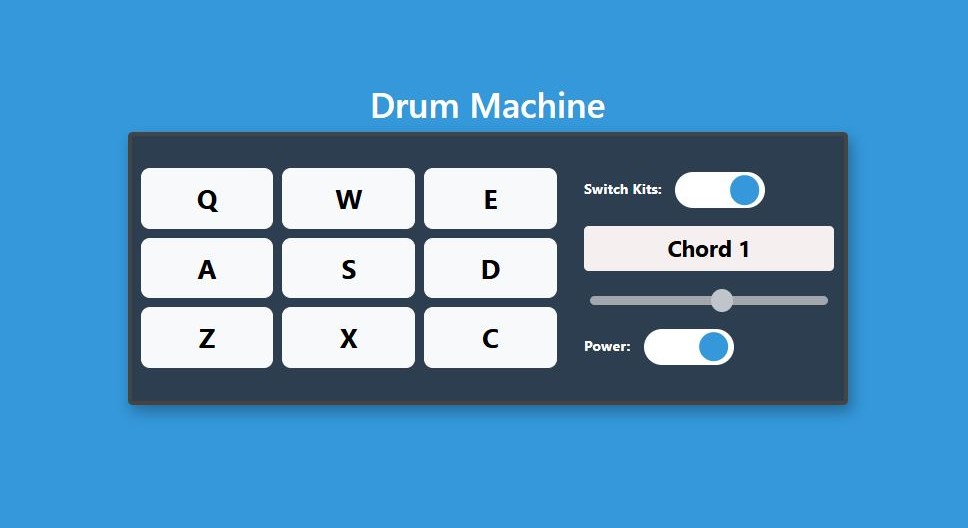 Drum Machine
Q W E
A S D
Z X C
Switch Kits:
Chord 1
Power: